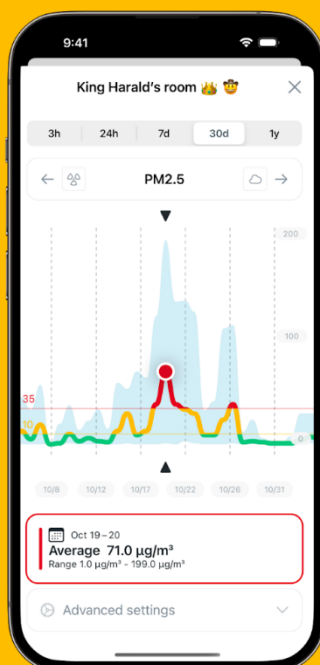 9:41
King Harald's room 👑 🤠
3h 24h 7d 30d 1y
PM2.5
200
100
35
10
0
10/8 10/12 10/17 10/22 10/26 10/31
Oct 19–20
Average 71.0 µg/m³
Range 1.0 µg/m³ - 199.0 µg/m³
Advanced settings